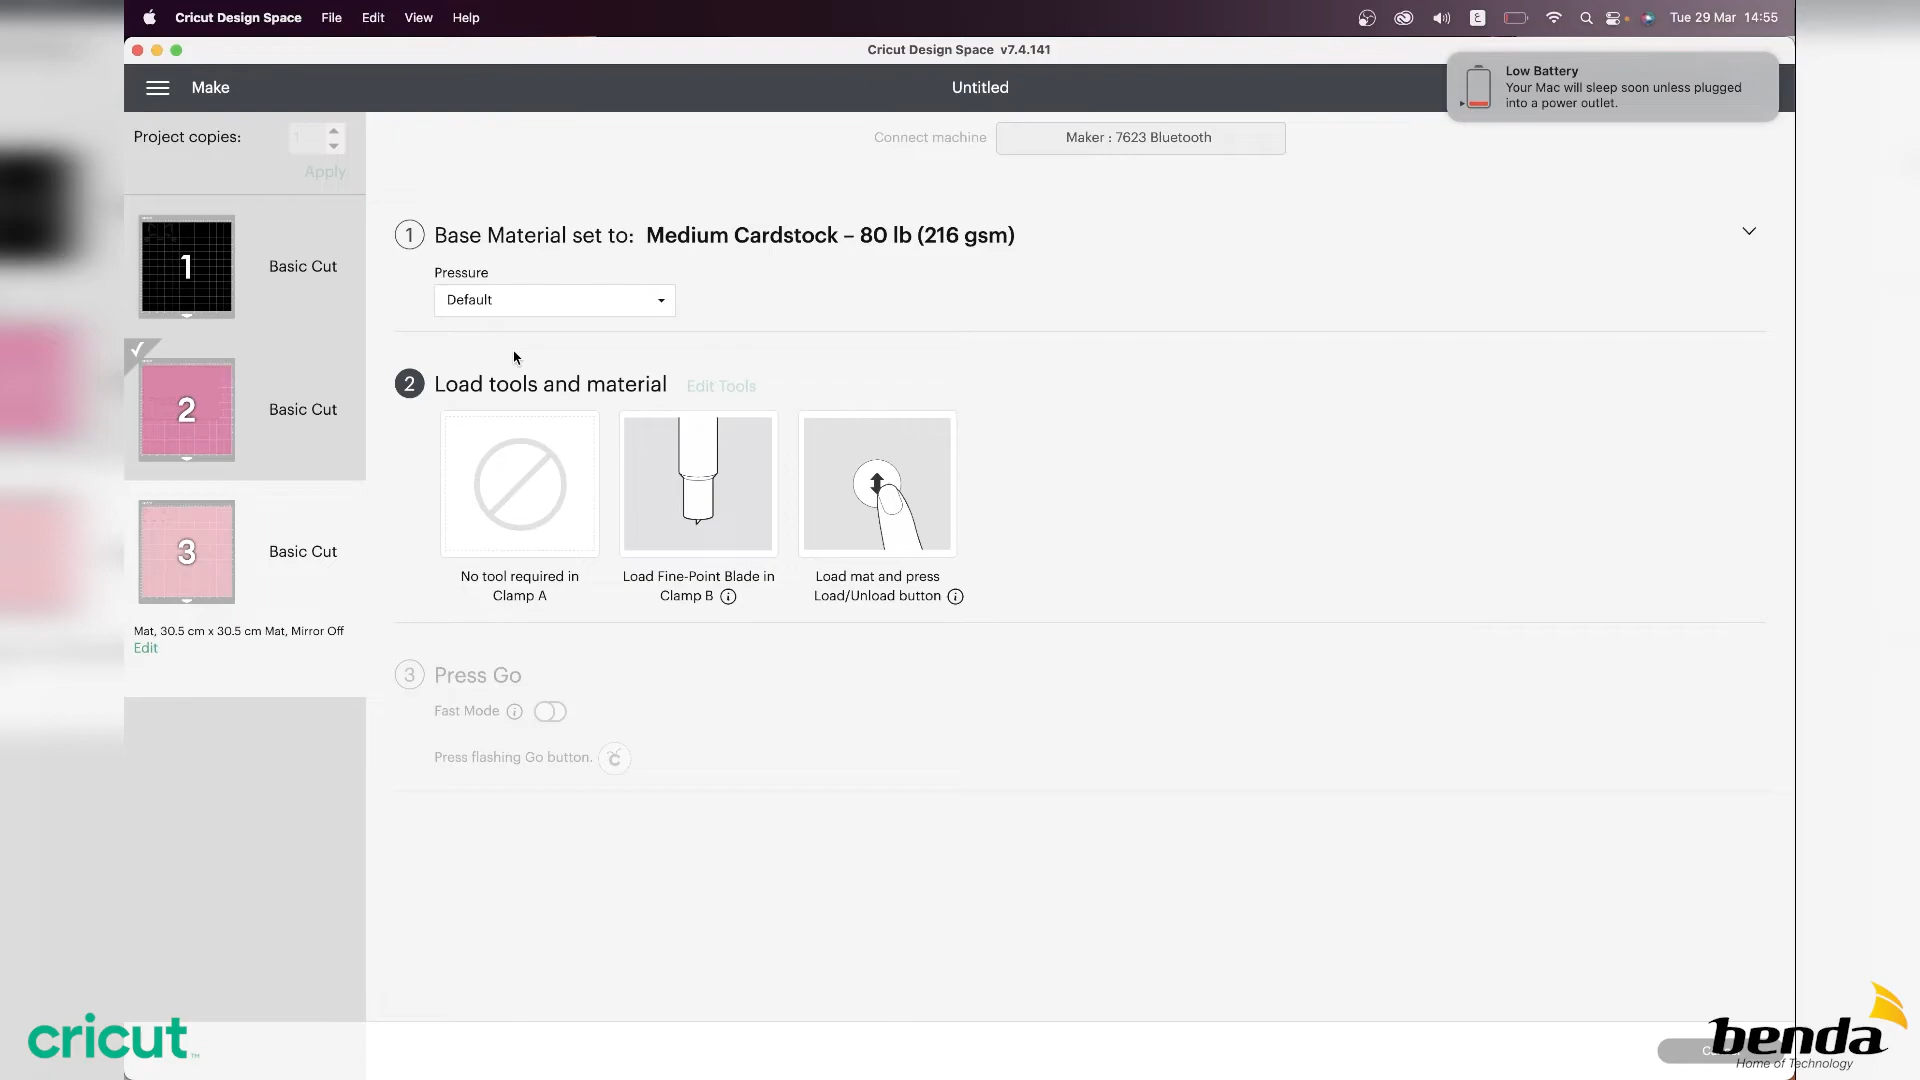 Cricut Design Space File Edit View Help
ع
Tue 29 Mar 14:55
Cricut Design Space v7.4.141
Make
Untitled
Low Battery
Your Mac will sleep soon unless plugged
into a power outlet.
Project copies:
1
Apply
Connect machine
Maker : 7623 Bluetooth
1
Basic Cut
2
Basic Cut
3
Basic Cut
Mat, 30.5 cm x 30.5 cm Mat, Mirror Off
Edit
1 Base Material set to: Medium Cardstock – 80 lb (216 gsm)
Pressure
Default
2 Load tools and material Edit Tools
No tool required in
Clamp A
Load Fine-Point Blade in
Clamp B
Load mat and press
Load/Unload button
3 Press Go
Fast Mode
Press flashing Go button.
cricut™
benda
Home of Technology